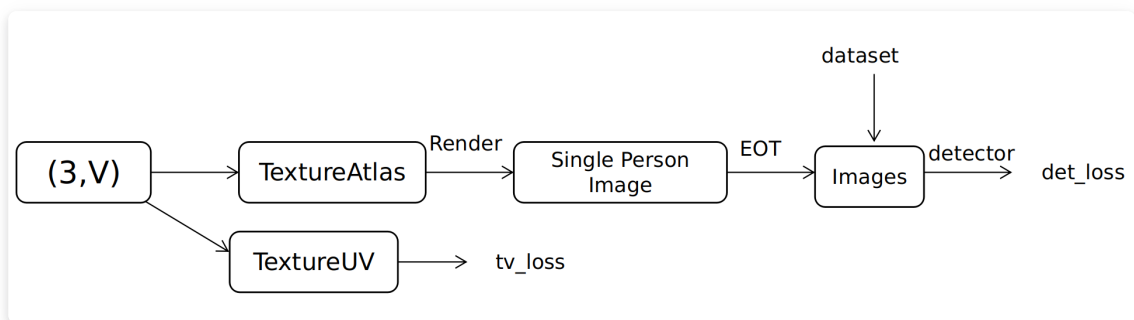 dataset
Render
EOT
detector
(3,V)
TextureAtlas
Single Person
Image
Images
det_loss
TextureUV
tv_loss